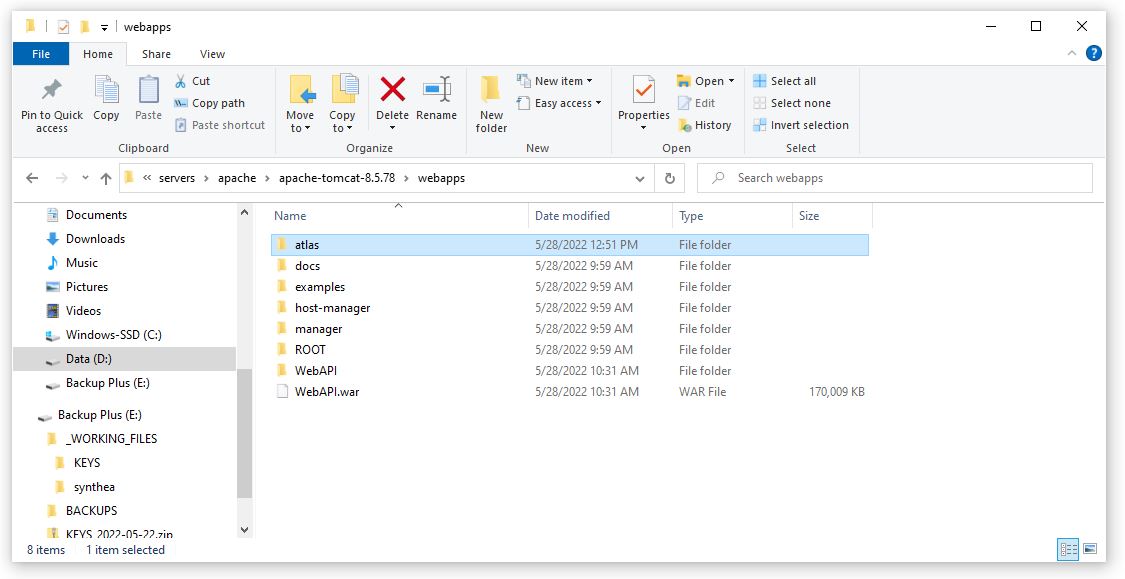 webapps
File Home Share View
Pin to Quick access
Copy
Paste
Cut
Copy path
Paste shortcut
Clipboard
Move to
Copy to
Delete
Rename
Organize
New folder
New item
Easy access
New
Properties
Open
Edit
History
Open
Select all
Select none
Invert selection
Select
« servers > apache > apache-tomcat-8.5.78 > webapps
Search webapps
Documents
Downloads
Music
Pictures
Videos
Windows-SSD (C:)
Data (D:)
Backup Plus (E:)
Backup Plus (E:)
_WORKING_FILES
KEYS
synthea
BACKUPS
KEYS_2022-05-22.zip
Name Date modified Type Size
atlas 5/28/2022 12:51 PM File folder
docs 5/28/2022 9:59 AM File folder
examples 5/28/2022 9:59 AM File folder
host-manager 5/28/2022 9:59 AM File folder
manager 5/28/2022 9:59 AM File folder
ROOT 5/28/2022 9:59 AM File folder
WebAPI 5/28/2022 10:31 AM File folder
WebAPI.war 5/28/2022 10:31 AM WAR File 170,009 KB
8 items 1 item selected